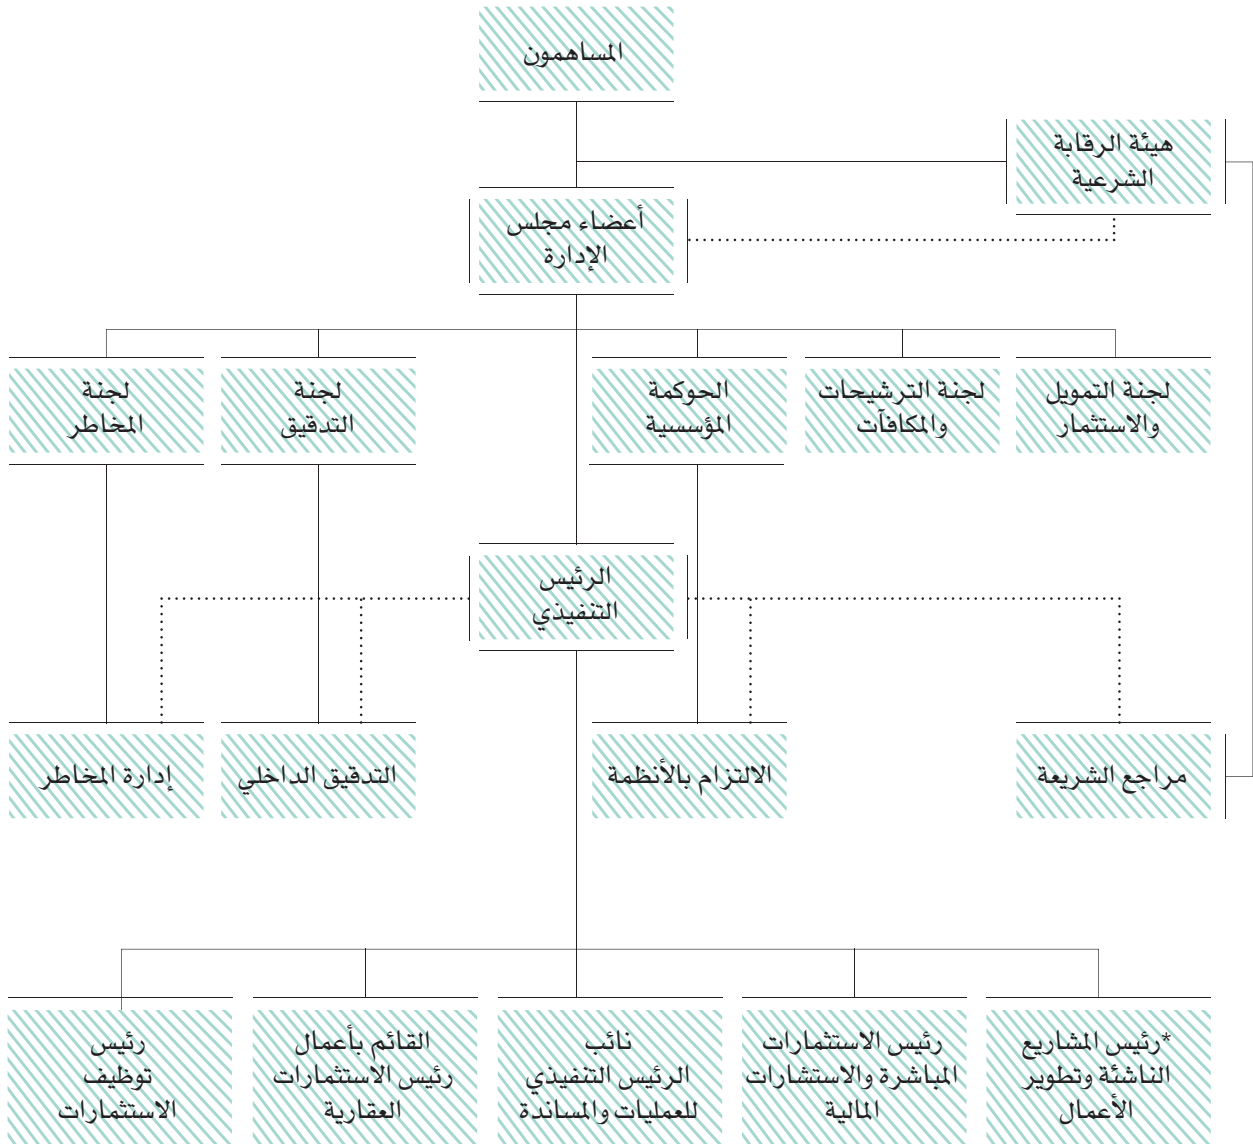 المساهمون
هيئة الرقابة
الشرعية
أعضاء مجلس
الإدارة
لجنة التمويل
والاستثمار
لجنة الترشيحات
والمكافآت
الحوكمة
المؤسسية
لجنة
التدقيق
لجنة
المخاطر
الرئيس
التنفيذي
مراجع الشريعة
الالتزام بالأنظمة
التدقيق الداخلي
إدارة المخاطر
*رئيس المشاريع
الناشئة وتطوير
الأعمال
رئيس الاستثمارات
المباشرة والاستشارات
المالية
نائب
الرئيس التنفيذي
للعمليات والمساندة
القائم بأعمال
رئيس الاستثمارات
العقارية
رئيس
توظيف
الاستثمارات